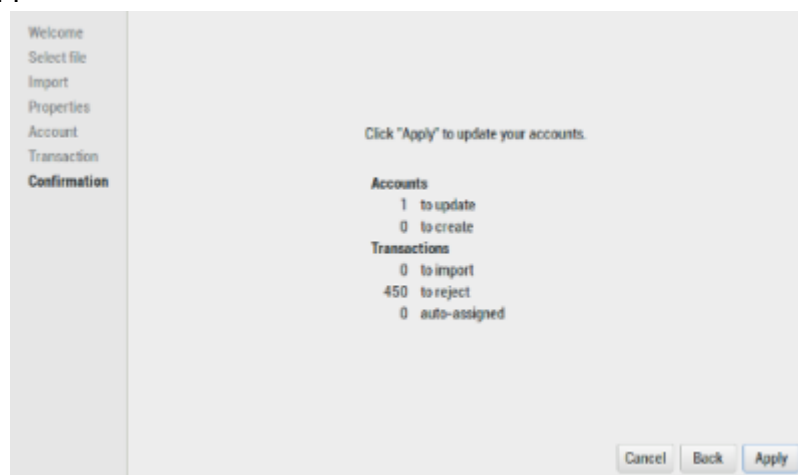 Welcome
Select file
Import
Properties
Account
Transaction
Confirmation
Click "Apply" to update your accounts.
Accounts
1 to update
0 to create
Transactions
0 to import
450 to reject
0 auto-assigned
Cancel Back Apply